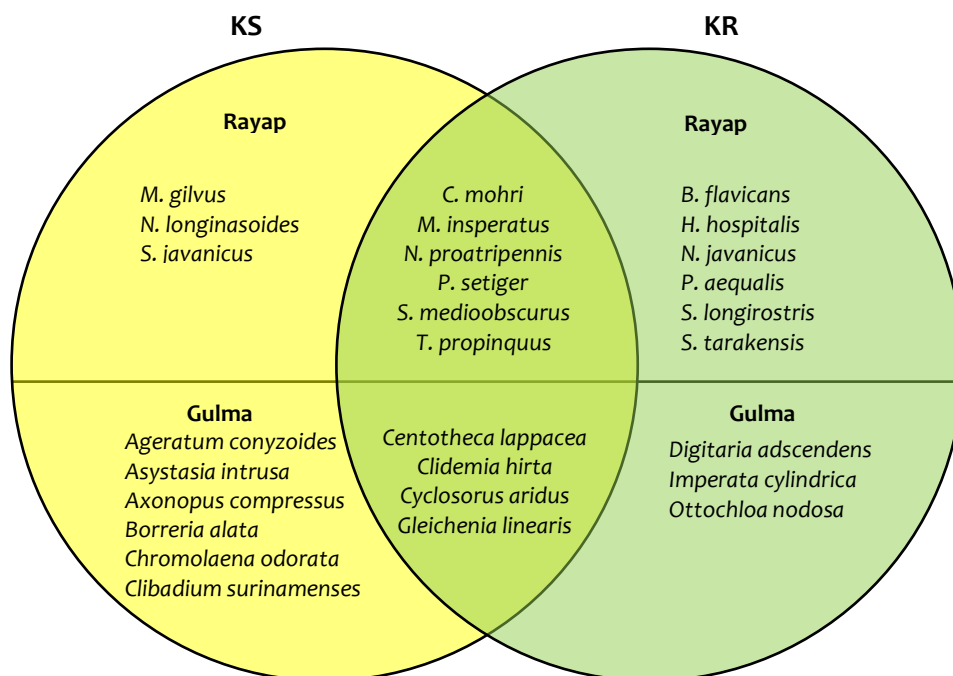 KS
KR
Rayap
M. gilvus
N. longinasoides
S. javanicus
C. mohri
M. insperatus
N. proatripennis
P. setiger
S. medioobscurus
T. propinquus
Rayap
B. flavicans
H. hospitalis
N. javanicus
P. aequalis
S. longirostris
S. tarakensis
Gulma
Ageratum conyzoides
Asystasia intrusa
Axonopus compressus
Borreria alata
Chromolaena odorata
Clibadium surinamenses
Centotheca lappacea
Clidemia hirta
Cyclosorus aridus
Gleichenia linearis
Gulma
Digitaria adscendens
Imperata cylindrica
Ottochloa nodosa